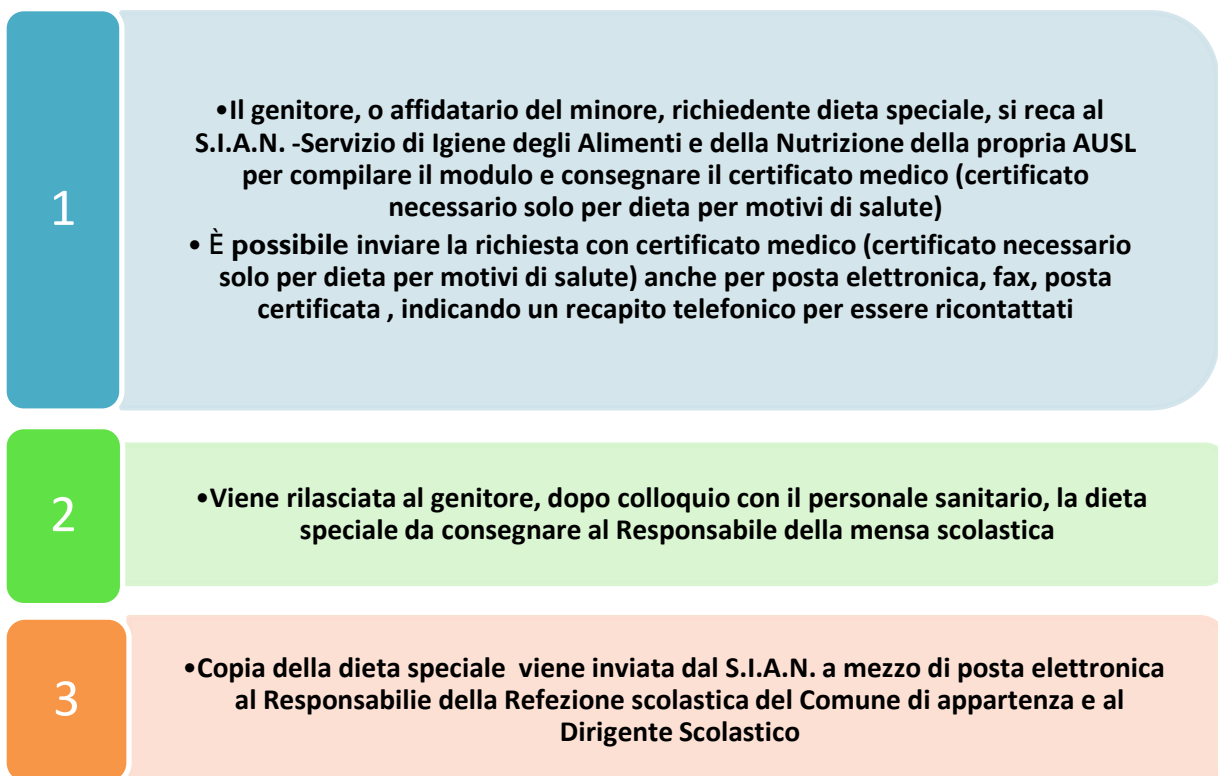 1
•Il genitore, o affidatario del minore, richiedente dieta speciale, si reca al
S.I.A.N. -Servizio di Igiene degli Alimenti e della Nutrizione della propria AUSL
per compilare il modulo e consegnare il certificato medico (certificato
necessario solo per dieta per motivi di salute)
• È possibile inviare la richiesta con certificato medico (certificato necessario
solo per dieta per motivi di salute) anche per posta elettronica, fax, posta
certificata , indicando un recapito telefonico per essere ricontattati
2
•Viene rilasciata al genitore, dopo colloquio con il personale sanitario, la dieta
speciale da consegnare al Responsabile della mensa scolastica
3
•Copia della dieta speciale  viene inviata dal S.I.A.N. a mezzo di posta elettronica
al Responsabilie della Refezione scolastica del Comune di appartenza e al
Dirigente Scolastico